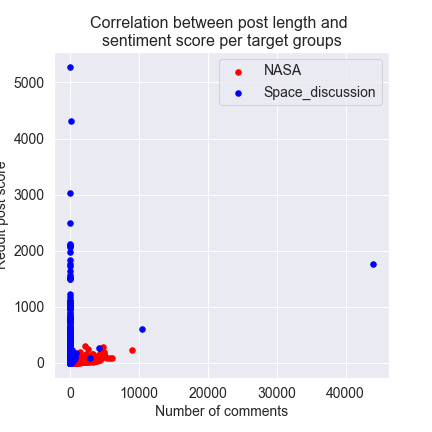 Correlation between post length and
sentiment score per target groups
NASA
Space_discussion
5000
4000
3000
2000
1000
0
post score
0
10000
20000
30000
40000
Number of comments